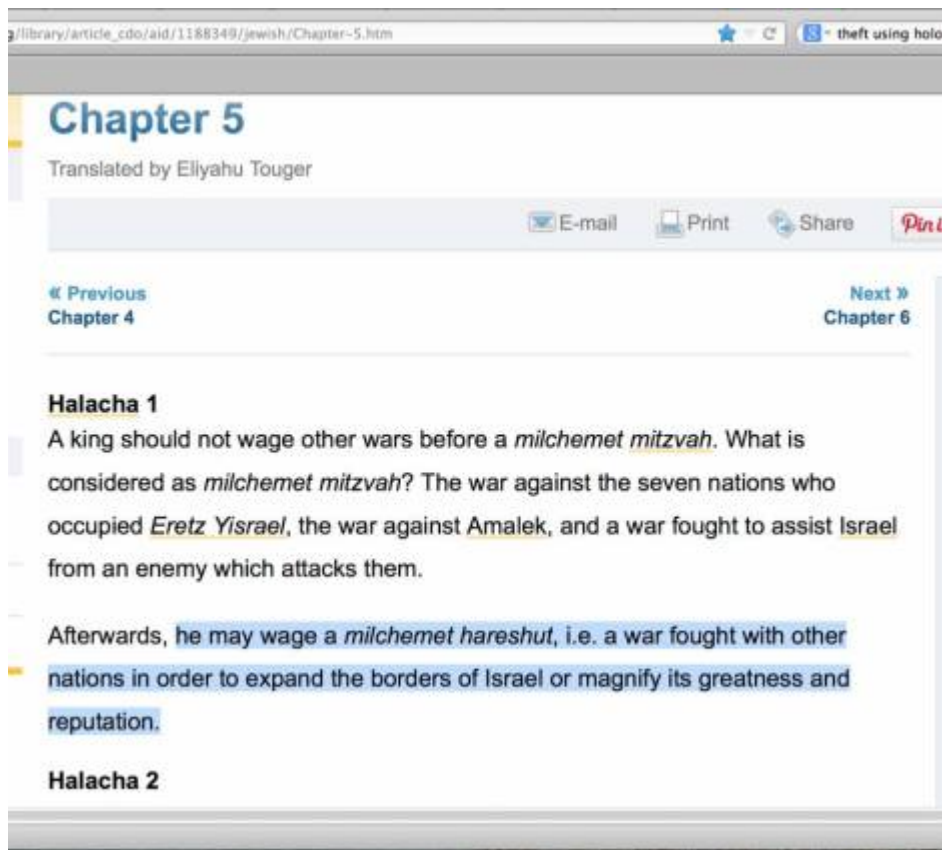 g/library/article_cdo/aid/1188349/jewish/Chapter-5.htm
theft using holo
Chapter 5
Translated by Eliyahu Touger
E-mail Print Share Pin
« Previous Next »
Chapter 4 Chapter 6
Halacha 1
A king should not wage other wars before a milchemet mitzvah. What is
considered as milchemet mitzvah? The war against the seven nations who
occupied Eretz Yisrael, the war against Amalek, and a war fought to assist Israel
from an enemy which attacks them.
Afterwards, he may wage a milchemet hareshut, i.e. a war fought with other
nations in order to expand the borders of Israel or magnify its greatness and
reputation.
Halacha 2